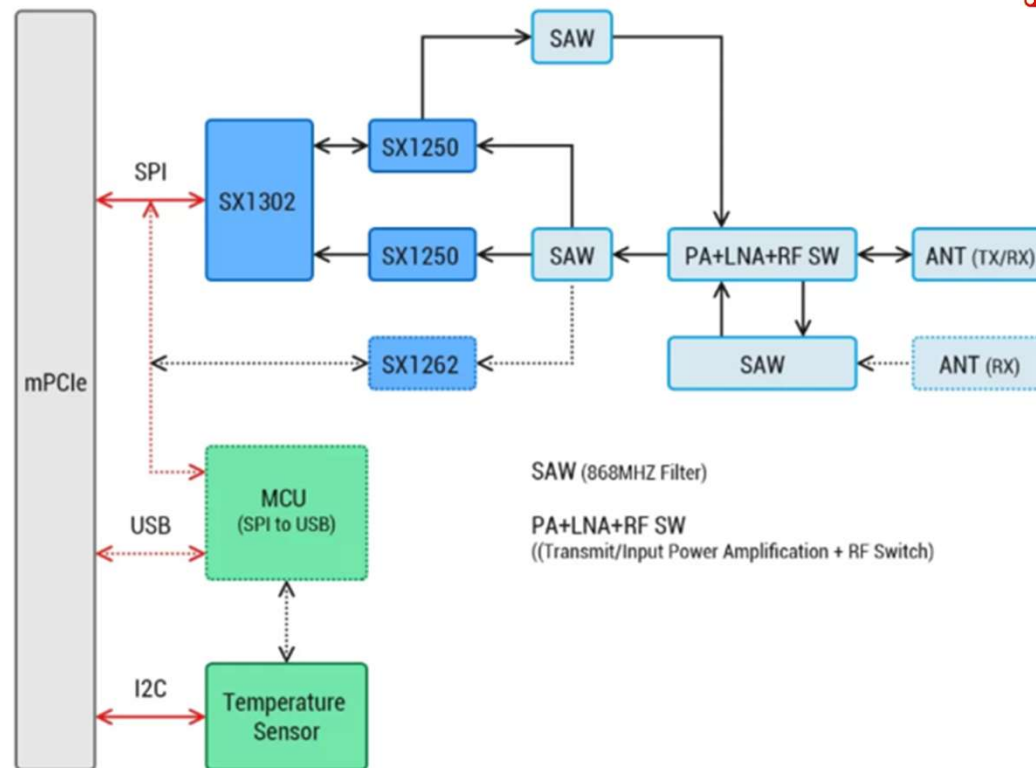 SAW
SPI
SX1302
SX1250
SX1250
SAW
PA+LNA+RF SW
ANT (TX/RX)
mPCIe
SX1262
SAW
ANT (RX)
MCU
(SPI to USB)
SAW (868MHZ Filter)
USB
PA+LNA+RF SW
((Transmit/Input Power Amplification + RF Switch)
I2C
Temperature
Sensor